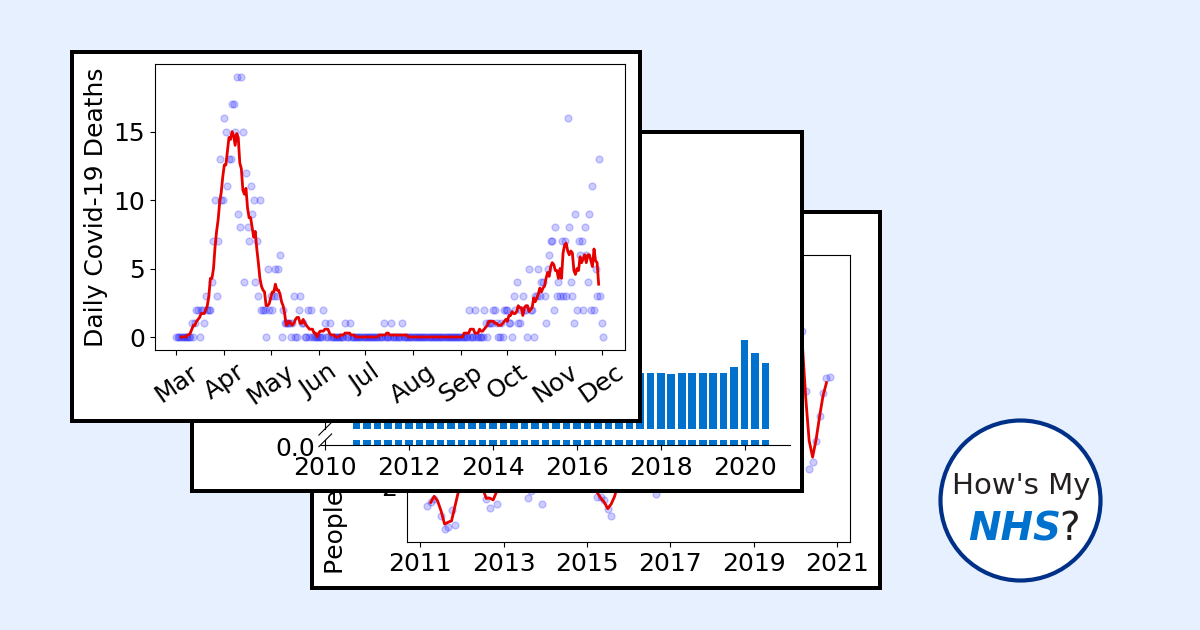 Daily Covid-19 Deaths
15
10
5
0
Mar Apr May Jun Jul Aug Sep Oct Nov Dec
0.0
2010 2012 2014 2016 2018 2020
People
2011 2013 2015 2017 2019 2021
How's My
NHS?